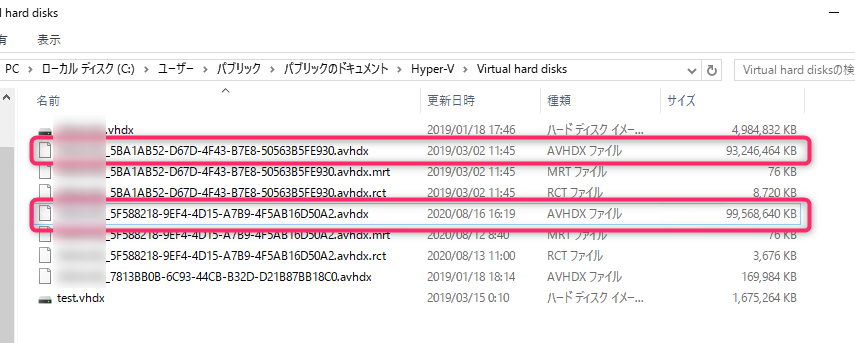 l hard disks
有 表示
PC › ローカル ディスク (C:) › ユーザー › パブリック › パブリックのドキュメント › Hyper-V › Virtual hard disks
Virtual hard disksの検
名前 更新日時 種類 サイズ
.vhdx 2019/01/18 17:46 ハード ディスク イメー... 4,984,832 KB
_5BA1AB52-D67D-4F43-B7E8-50563B5FE930.avhdx 2019/03/02 11:45 AVHDX ファイル 93,246,464 KB
_5BA1AB52-D67D-4F43-B7E8-50563B5FE930.avhdx.mrt 2019/03/02 11:45 MRT ファイル 76 KB
_5BA1AB52-D67D-4F43-B7E8-50563B5FE930.avhdx.rct 2019/03/02 11:45 RCT ファイル 8,720 KB
_5F588218-9EF4-4D15-A7B9-4F5AB16D50A2.avhdx 2020/08/16 16:19 AVHDX ファイル 99,568,640 KB
_5F588218-9EF4-4D15-A7B9-4F5AB16D50A2.avhdx.mrt 2020/08/12 8:40 MRT ファイル 76 KB
_5F588218-9EF4-4D15-A7B9-4F5AB16D50A2.avhdx.rct 2020/08/13 11:00 RCT ファイル 3,676 KB
_7813BB0B-6C93-44CB-B32D-D21B87BB18C0.avhdx 2019/01/18 18:14 AVHDX ファイル 169,984 KB
test.vhdx 2019/03/15 0:10 ハード ディスク イメー... 1,675,264 KB